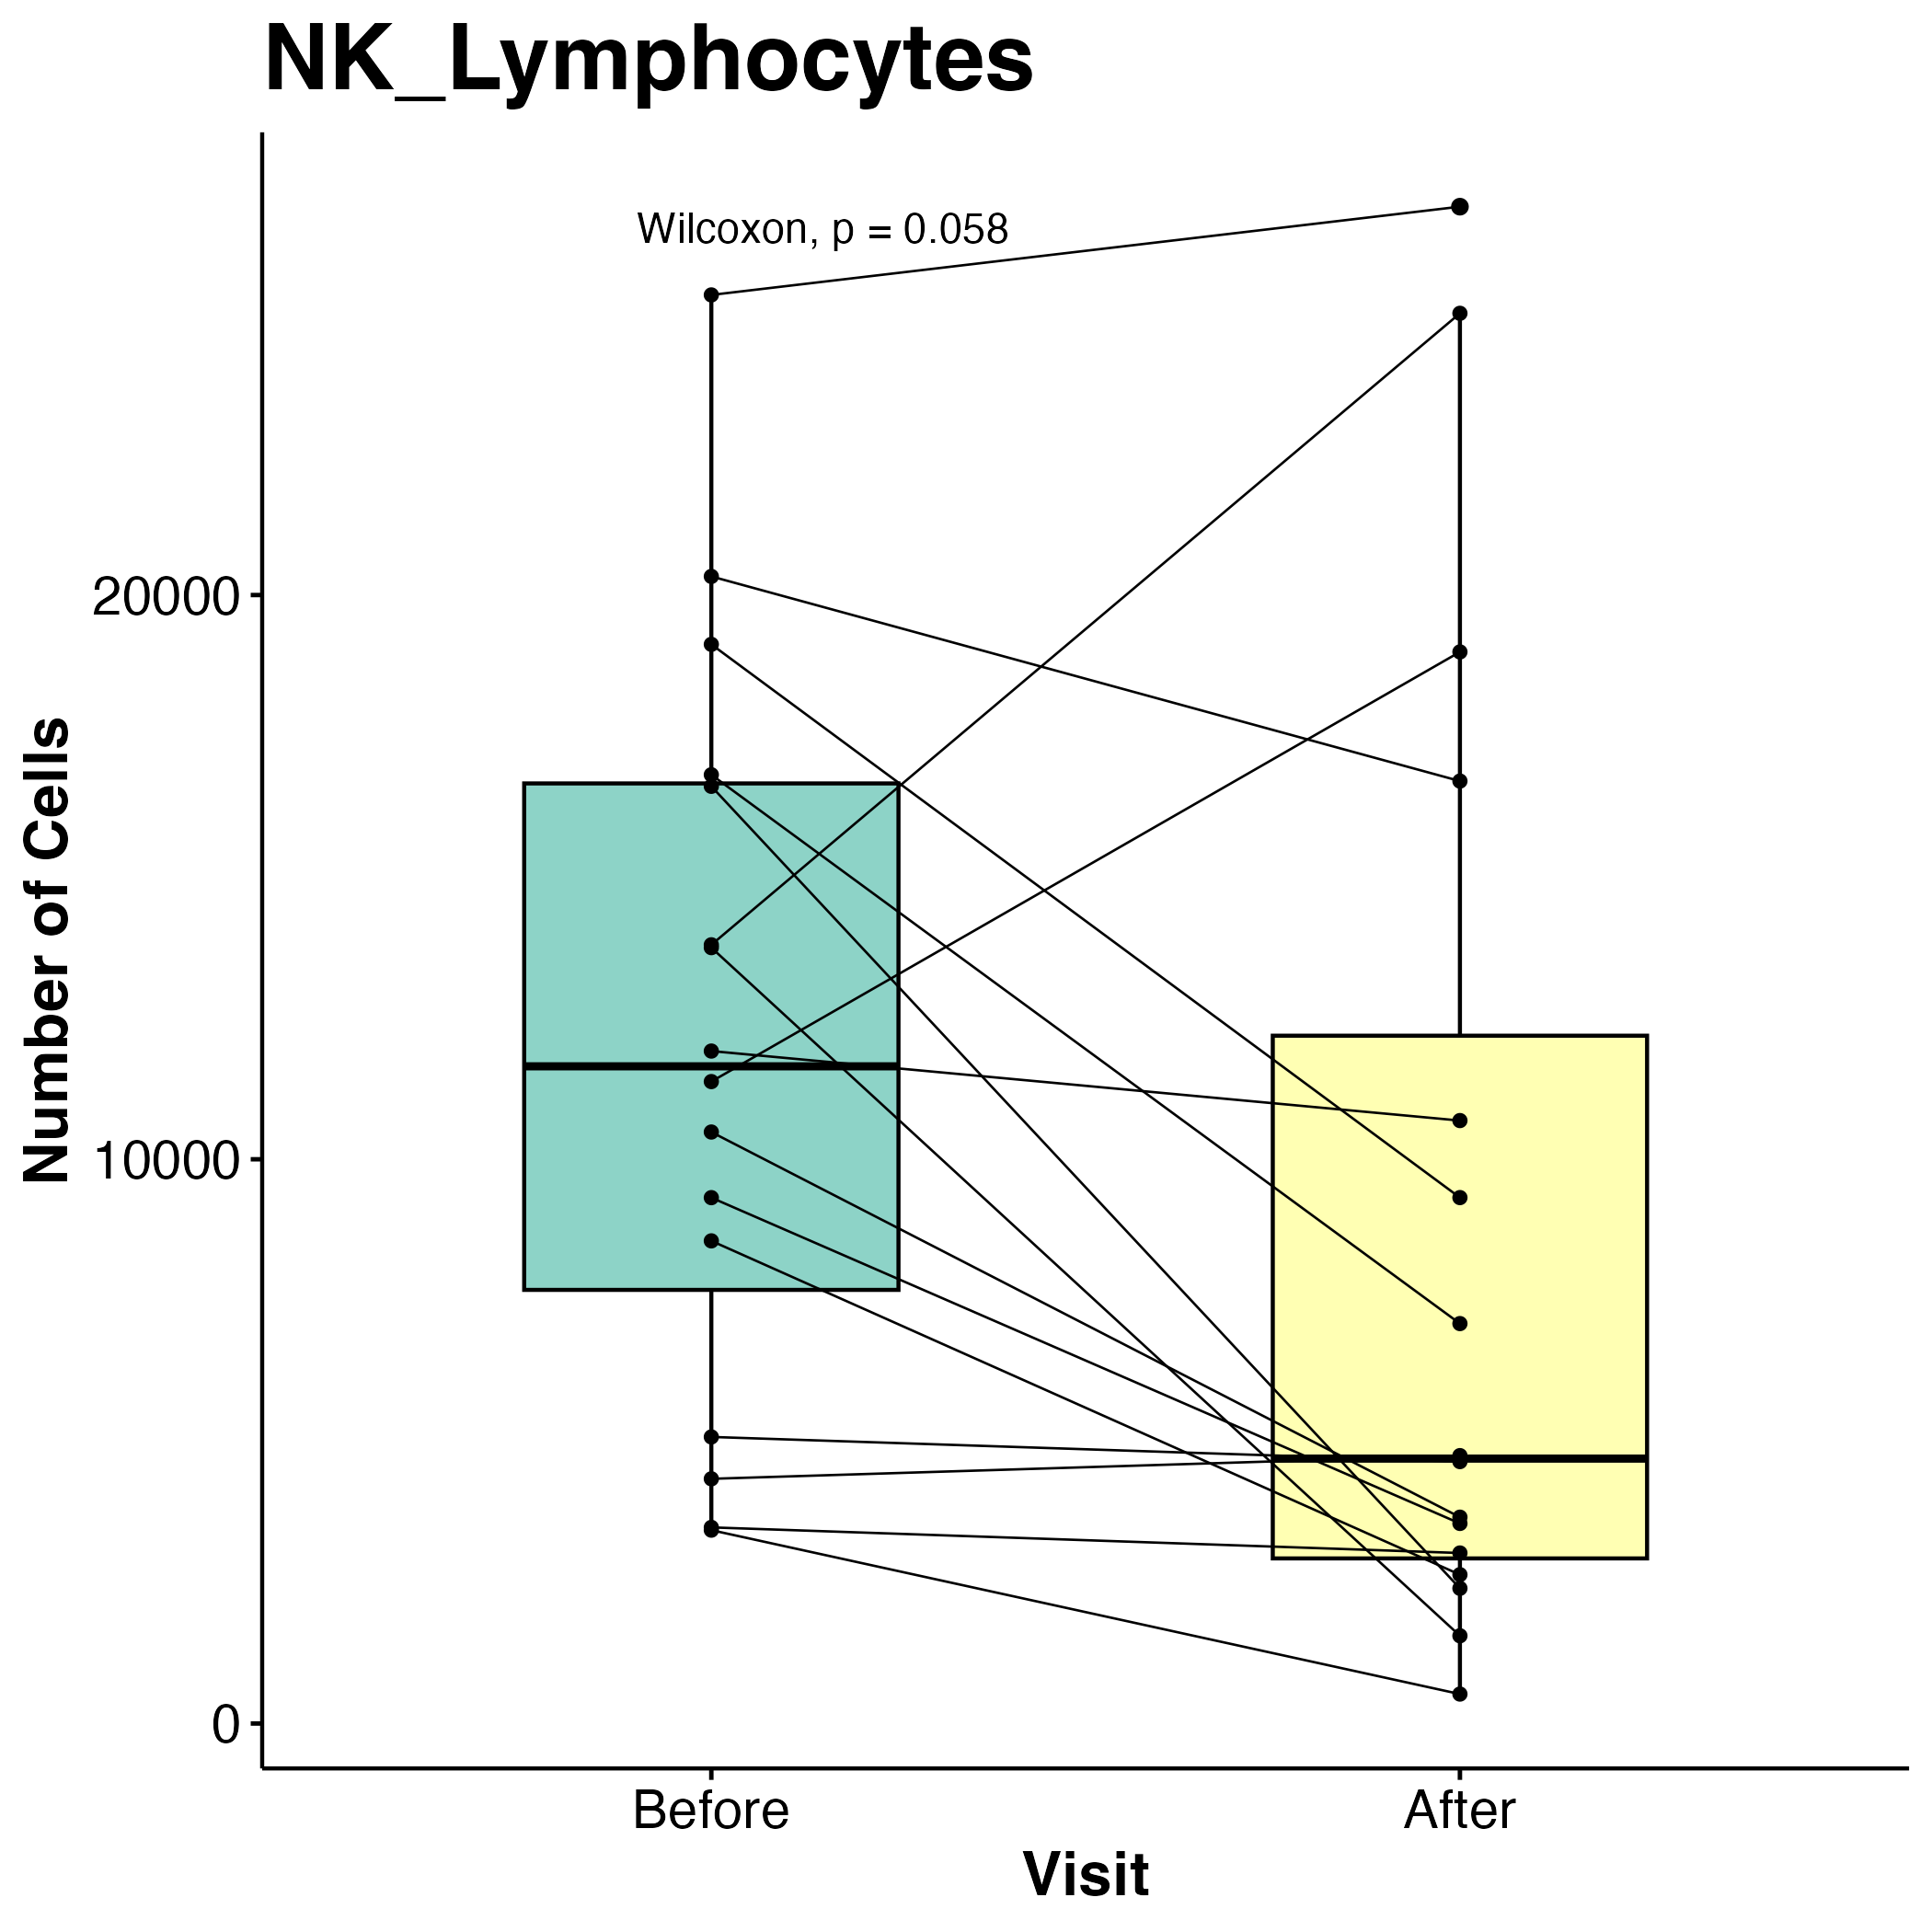 NK_Lymphocytes
Wilcoxon, p = 0.058
Number of Cells
20000
10000
0
Before
After
Visit